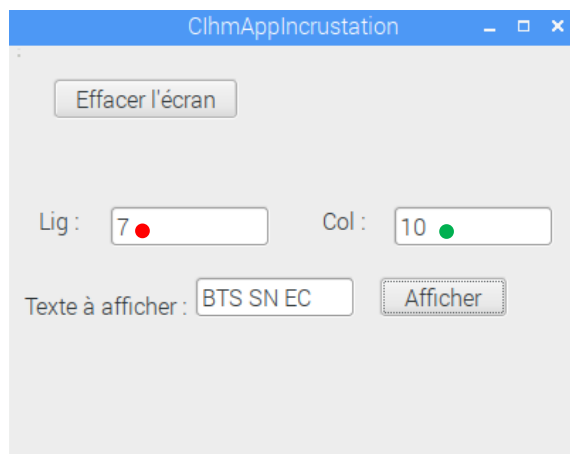 CIhmAppIncrustation
Effacer l'écran
Lig : 7 Col : 10
Texte à afficher : BTS SN EC Afficher